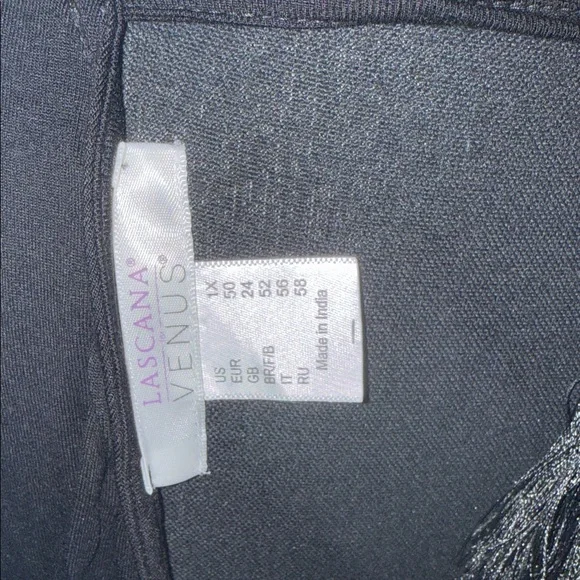 LASCANA®
VENUS®
US 1X
EUR 50
GB 24
BR/F/B 52
IT 56
RU 58
Made in India